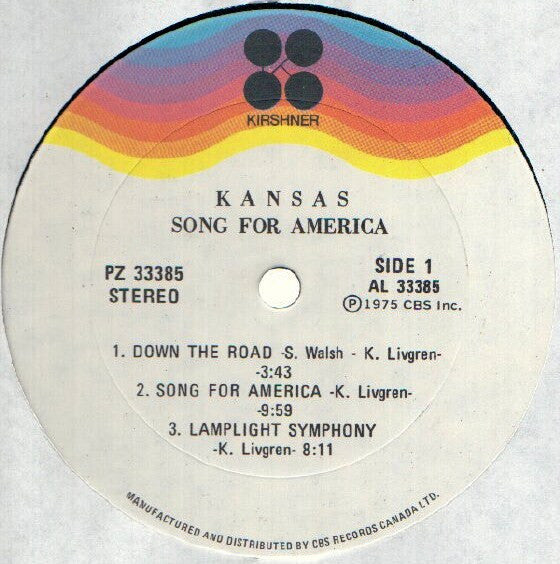 KIRSHNER
KANSAS
SONG FOR AMERICA
PZ 33385
STEREO
SIDE 1
AL 33385
Ⓟ1975 CBS Inc.
1. DOWN THE ROAD -S. Walsh - K. Livgren-
-3:43
2. SONG FOR AMERICA -K. Livgren-
-9:59
3. LAMPLIGHT SYMPHONY
-K. Livgren- 8:11
MANUFACTURED AND DISTRIBUTED BY CBS RECORDS CANADA LTD.